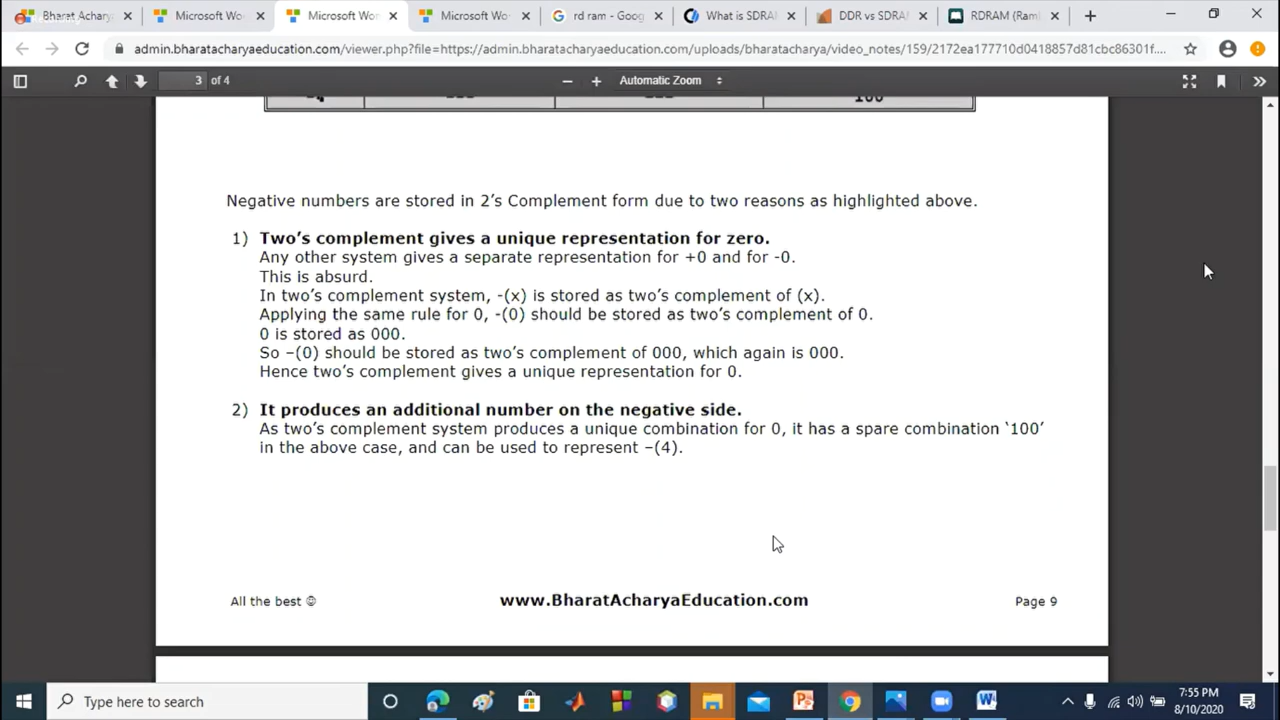 Bharat Achary
Microsoft Wo
Microsoft Wor
Microsoft Wo
rd ram - Goog
What is SDRA
DDR vs SDRA
RDRAM (Ram
admin.bharatacharyaeducation.com/viewer.php?file=https://admin.bharatacharyaeducation.com/uploads/bharatacharya/video_notes/159/2172ea177710d0418857d81cbc86301f....
3 of 4
Automatic Zoom
100
Negative numbers are stored in 2's Complement form due to two reasons as highlighted above.
1) Two's complement gives a unique representation for zero.
Any other system gives a separate representation for +0 and for -0.
This is absurd.
In two's complement system, -(x) is stored as two's complement of (x).
Applying the same rule for 0, -(0) should be stored as two's complement of 0.
0 is stored as 000.
So –(0) should be stored as two's complement of 000, which again is 000.
Hence two's complement gives a unique representation for 0.
2) It produces an additional number on the negative side.
As two's complement system produces a unique combination for 0, it has a spare combination '100'
in the above case, and can be used to represent –(4).
All the best ☺
www.BharatAcharyaEducation.com
Page 9
Type here to search
7:55 PM
8/10/2020